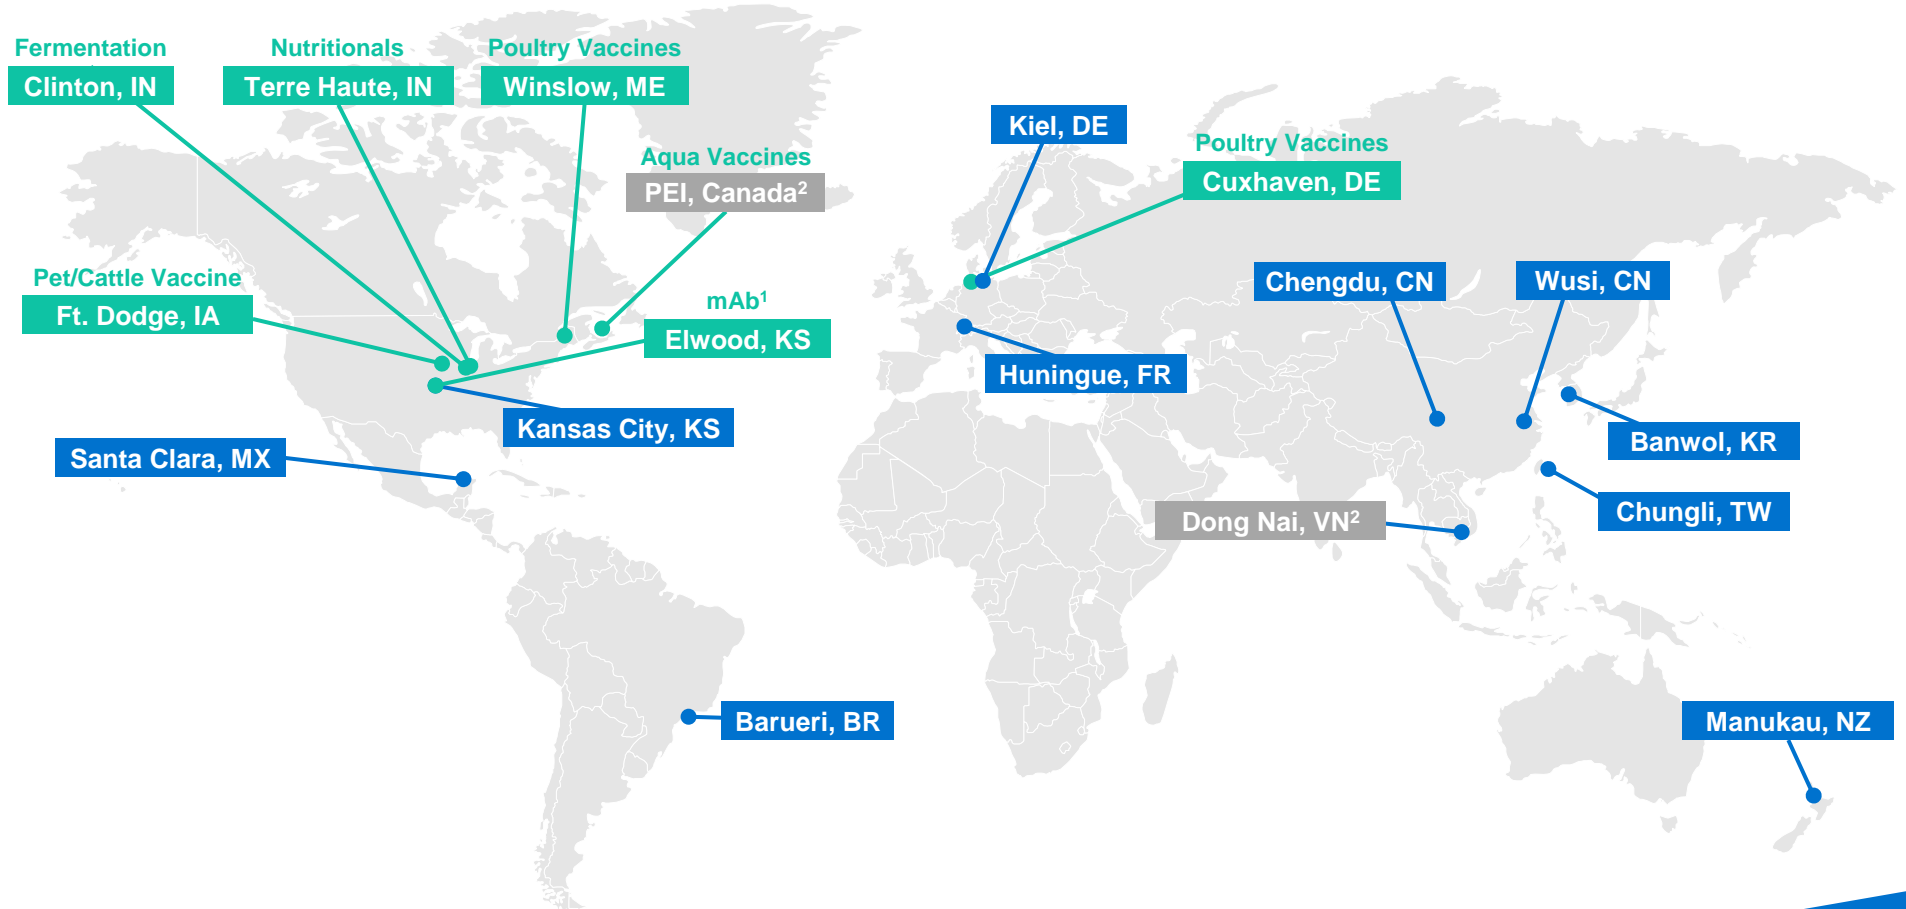 Fermentation
Clinton, IN
Nutritionals
Terre Haute, IN
Poultry Vaccines
Winslow, ME
Aqua Vaccines
PEI, Canada²
Pet/Cattle Vaccine
Ft. Dodge, IA
mAb¹
Elwood, KS
Kansas City, KS
Santa Clara, MX
Barueri, BR
Kiel, DE
Poultry Vaccines
Cuxhaven, DE
Huningue, FR
Chengdu, CN
Wusi, CN
Banwol, KR
Chungli, TW
Dong Nai, VN²
Manukau, NZ